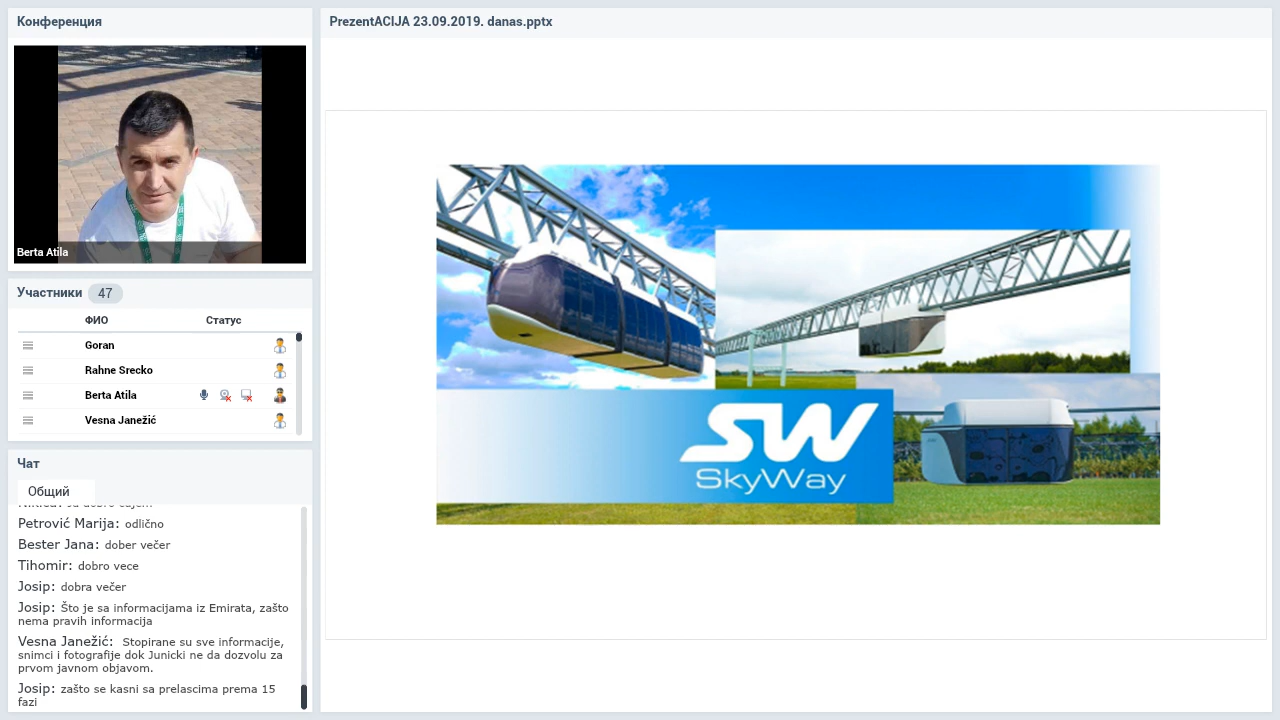 Конференция
Berta Atila
Участники 47
ФИО Статус
Goran
Rahne Srecko
Berta Atila
Vesna Janežić
Чат
Общий
Petrović Marija: odlično
Bester Jana: dober večer
Tihomir: dobro vece
Josip: dobra večer
Josip: Što je sa informacijama iz Emirata, zašto
nema pravih informacija
Vesna Janežić: Stopirane su sve informacije,
snimci i fotografije dok Junicki ne da dozvolu za
prvom javnom objavom.
Josip: zašto se kasni sa prelascima prema 15
fazi
PrezentACIJA 23.09.2019. danas.pptx
SW
SkyWay